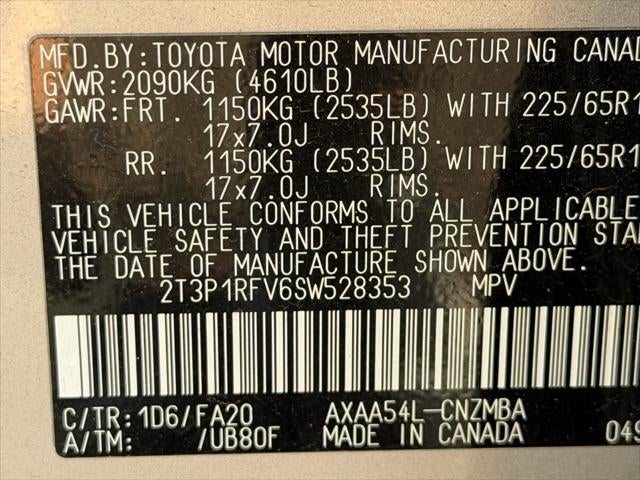 MFD.BY:TOYOTA MOTOR MANUFACTURING CANAD
GVWR:2090KG (4610LB)
GAWR:FRT. 1150KG (2535LB) WITH 225/65R1
17x7.0J RIMS.
RR. 1150KG (2535LB) WITH 225/65R1
17x7.0J RIMS.
THIS VEHICLE CONFORMS TO ALL APPLICABLE
VEHICLE SAFETY AND THEFT PREVENTION STA
THE DATE OF MANUFACTURE SHOWN ABOVE.
2T3P1RFV6SW528353 MPV
C/TR:1D6/FA20 AXAA54L-CNZMBA
A/TM: /UB80F MADE IN CANADA 04S